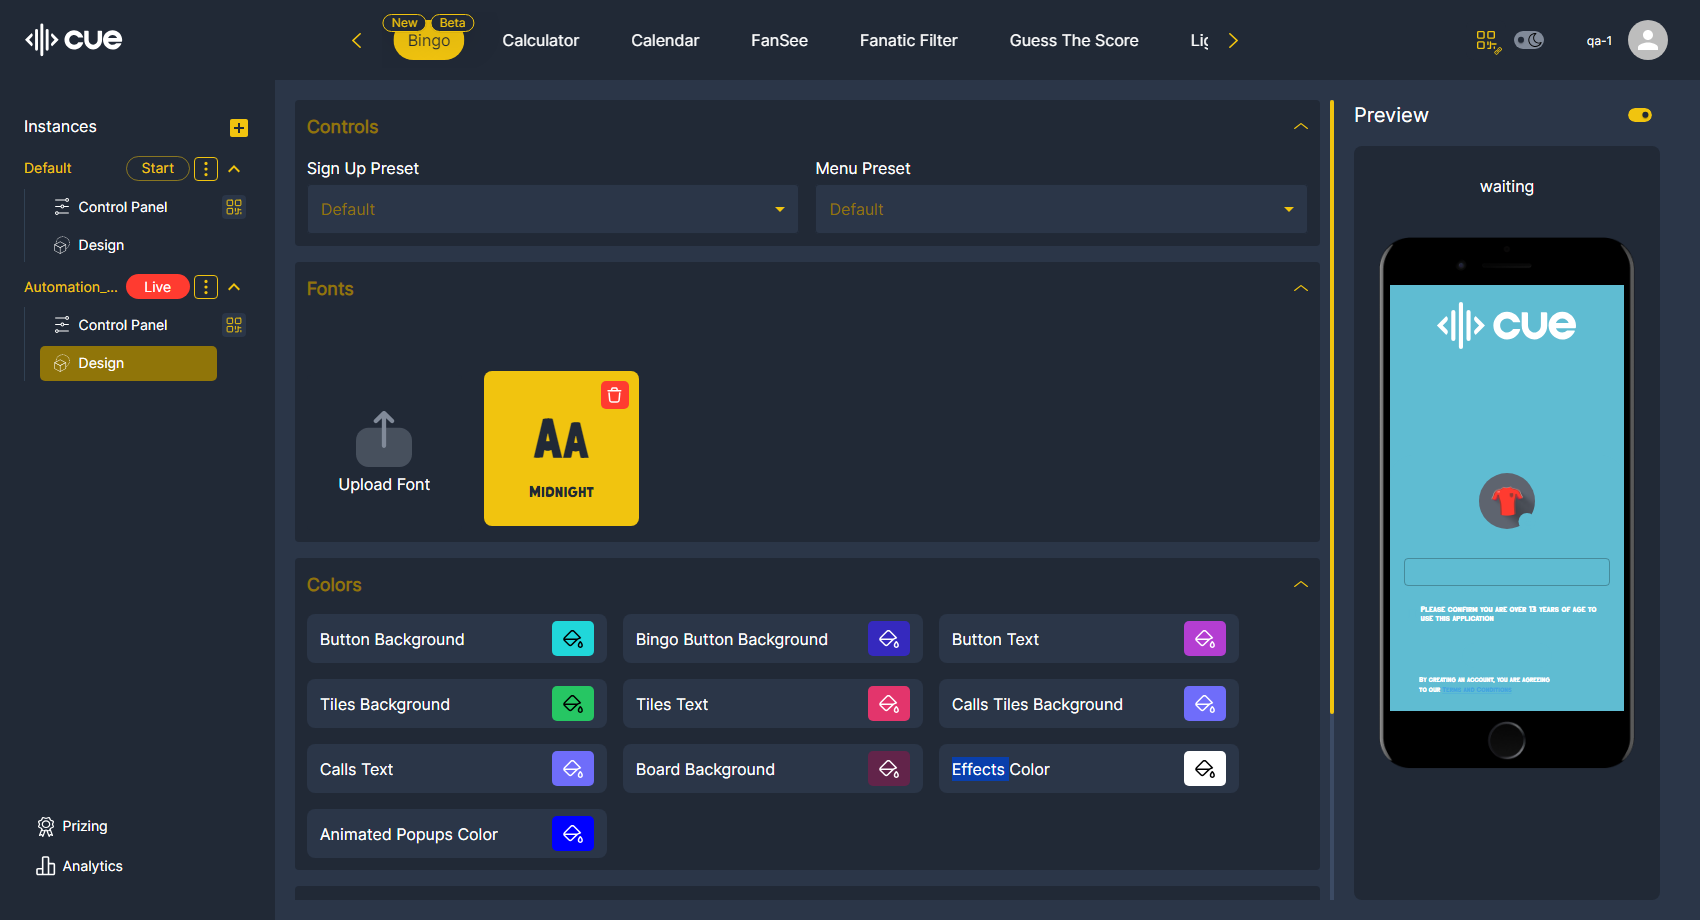 cue
New Beta
Bingo Calculator Calendar FanSee Fanatic Filter Guess The Score
qa-1
Instances
Default Start
Control Panel
Design
Automation_... Live
Control Panel
Design
Prizing
Analytics
Controls
Sign Up Preset Menu Preset
Default Default
Fonts
Upload Font
AA
MIDNIGHT
Colors
Button Background Bingo Button Background Button Text
Tiles Background Tiles Text Calls Tiles Background
Calls Text Board Background Effects Color
Animated Popups Color
Preview
waiting
cue
PLEASE CONFIRM YOU ARE OVER 13 YEARS OF AGE TO
USE THIS APPLICATION
BY CREATING AN ACCOUNT, YOU ARE AGREEING
TO OUR TERMS AND CONDITIONS